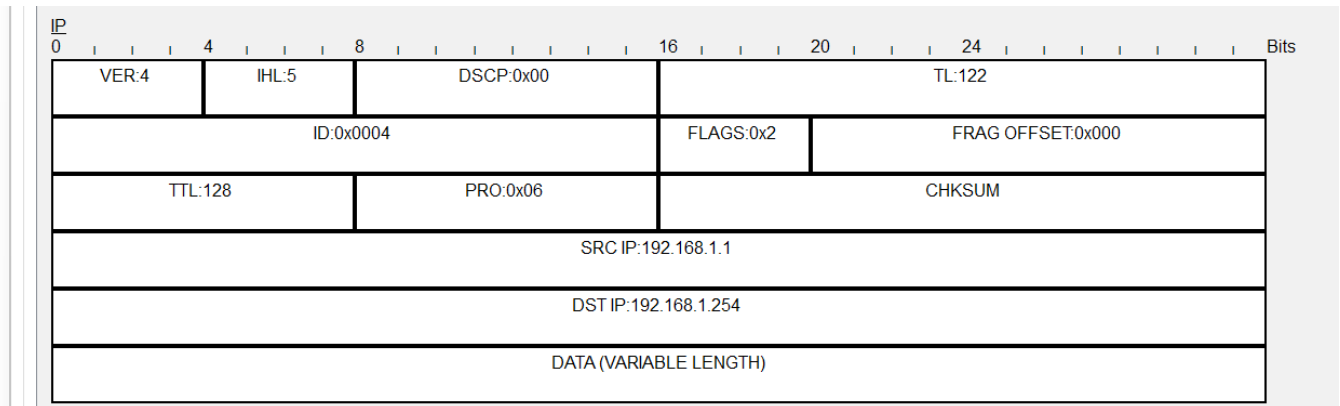 IP
0 4 8 16 20 24 Bits
VER:4 IHL:5 DSCP:0x00 TL:122
ID:0x0004 FLAGS:0x2 FRAG OFFSET:0x000
TTL:128 PRO:0x06 CHKSUM
SRC IP:192.168.1.1
DST IP:192.168.1.254
DATA (VARIABLE LENGTH)